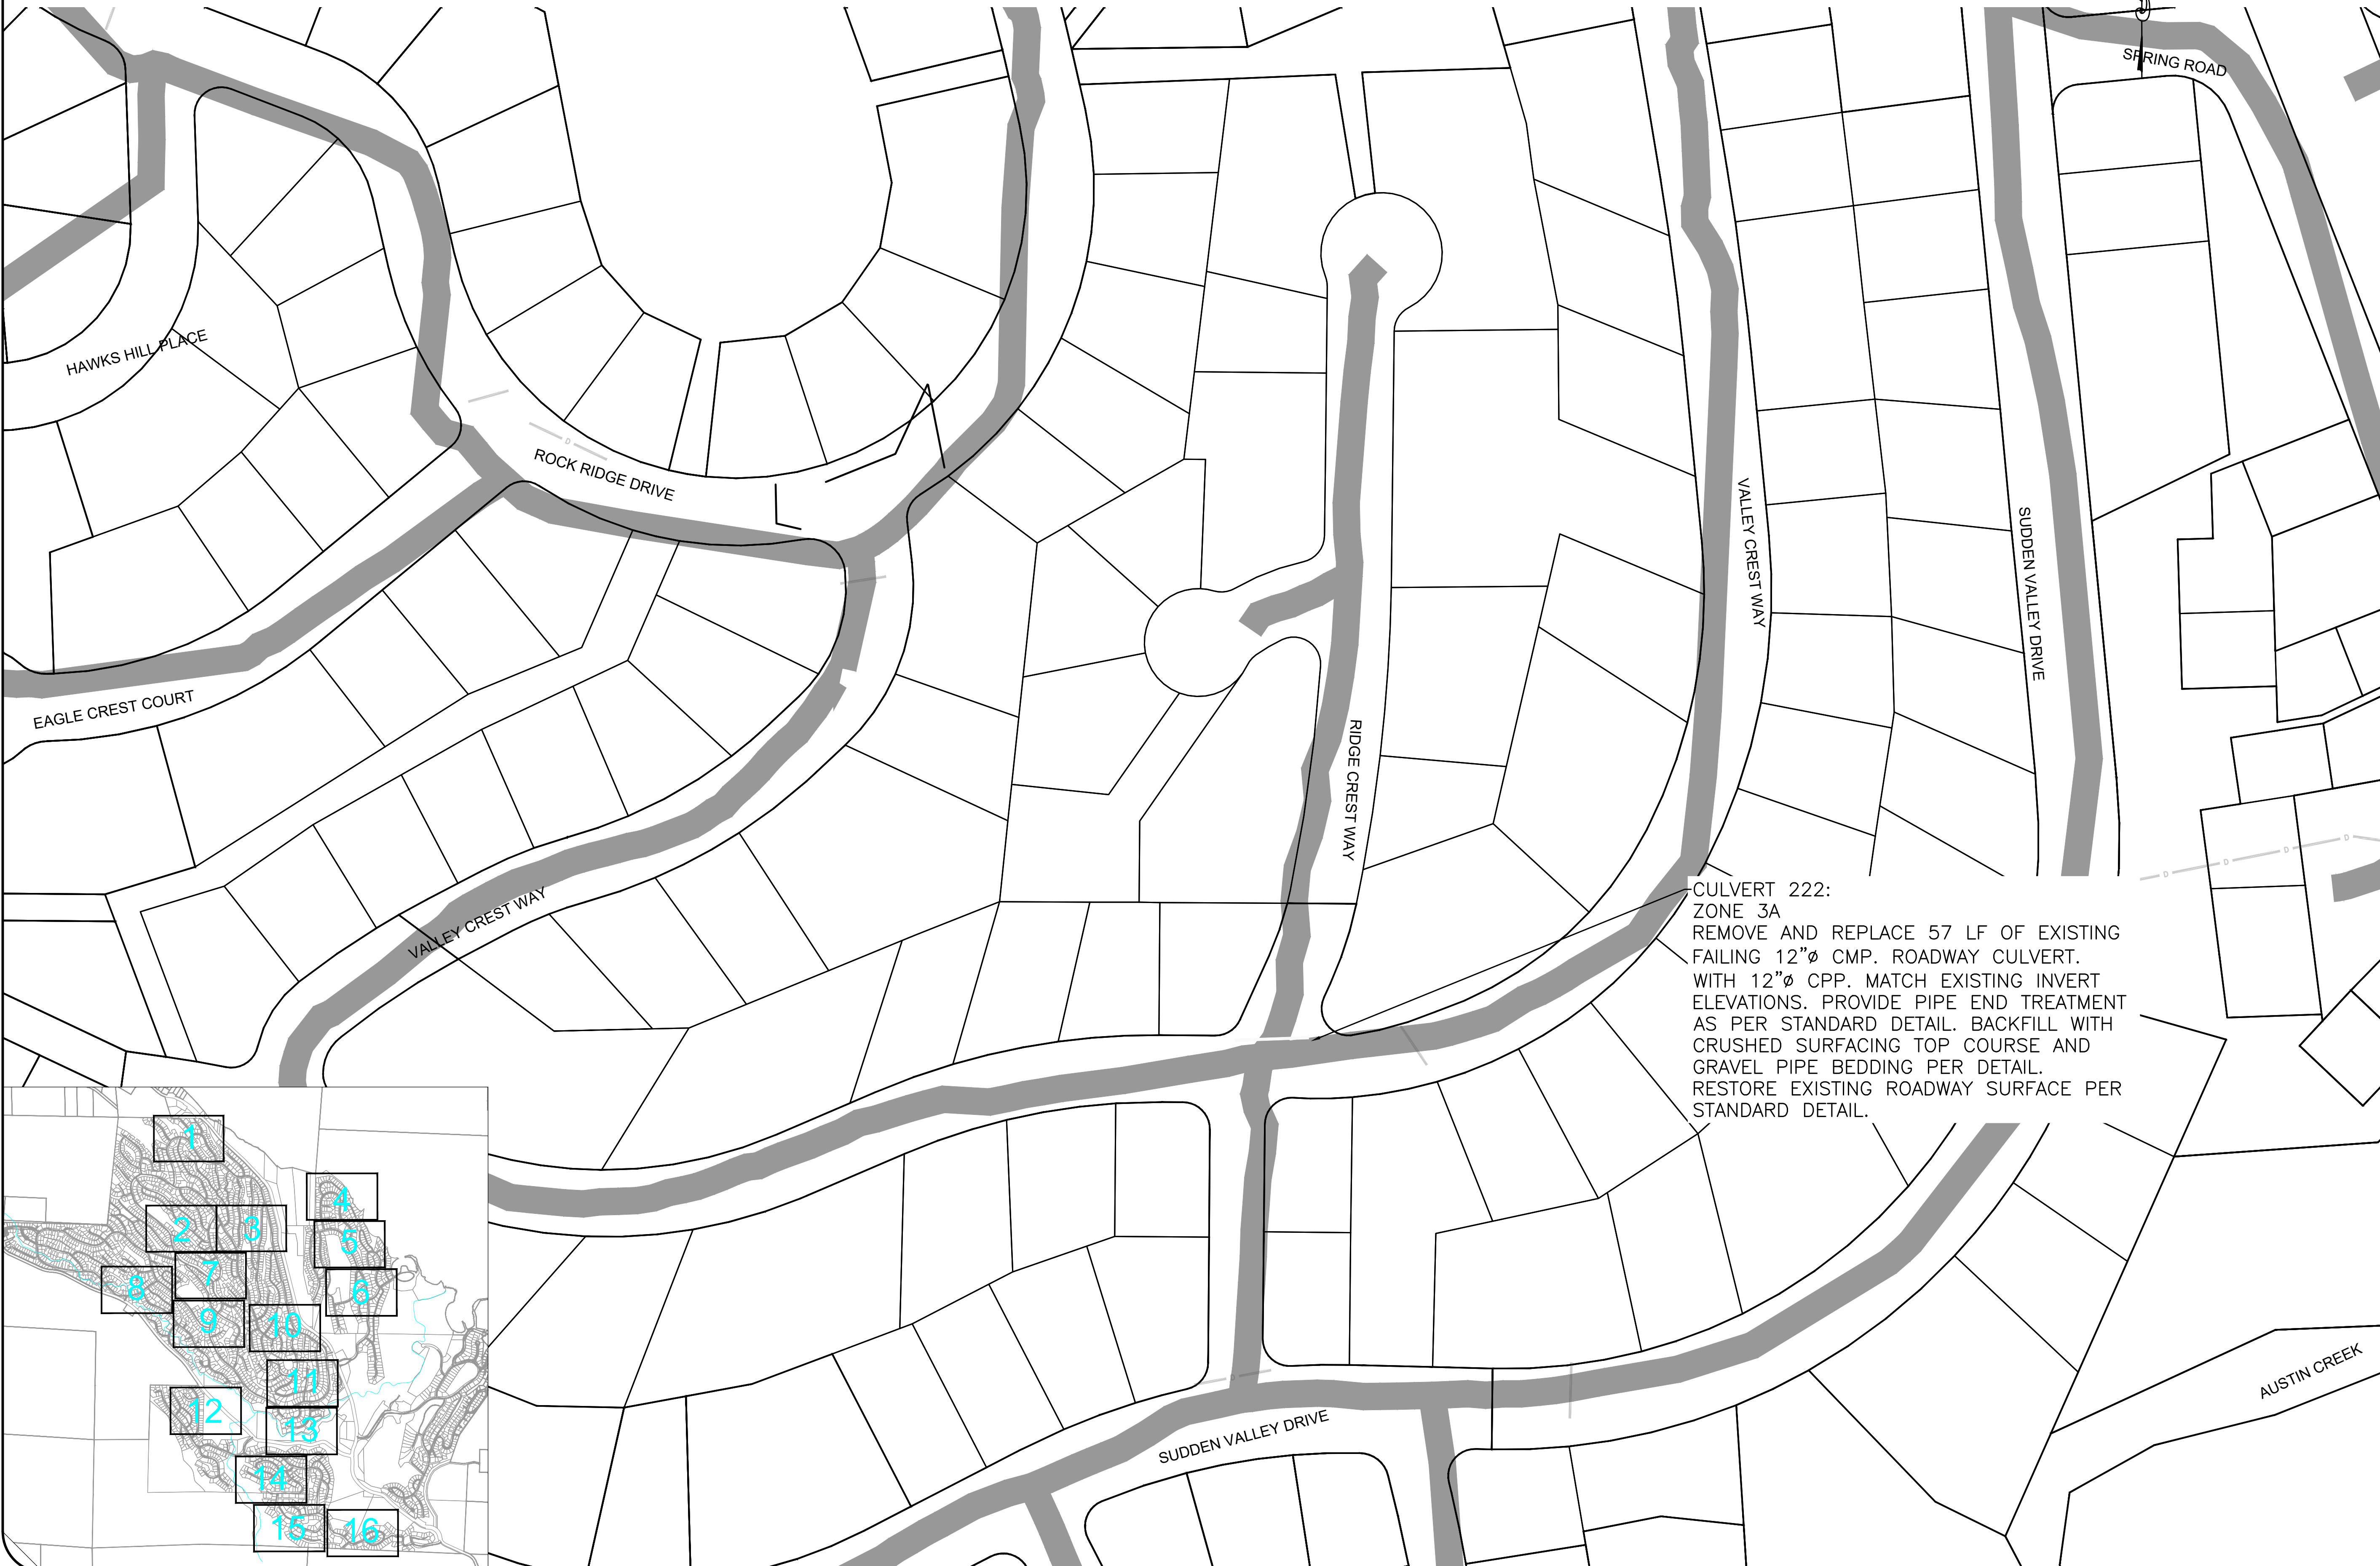 SPRING ROAD
HAWKS HILL PLACE
ROCK RIDGE DRIVE
D
VALLEY CREST WAY
SUDDEN VALLEY DRIVE
EAGLE CREST COURT
RIDGE CREST WAY
D
D
D
D
VALLEY CREST WAY
CULVERT 222:
ZONE 3A
REMOVE AND REPLACE 57 LF OF EXISTING
FAILING 12"ø CMP. ROADWAY CULVERT.
WITH 12"ø CPP. MATCH EXISTING INVERT
ELEVATIONS. PROVIDE PIPE END TREATMENT
AS PER STANDARD DETAIL. BACKFILL WITH
CRUSHED SURFACING TOP COURSE AND
GRAVEL PIPE BEDDING PER DETAIL.
RESTORE EXISTING ROADWAY SURFACE PER
STANDARD DETAIL.
1
4
2
3
5
7
8
6
9
10
11
12
13
14
15
16
D
SUDDEN VALLEY DRIVE
AUSTIN CREEK